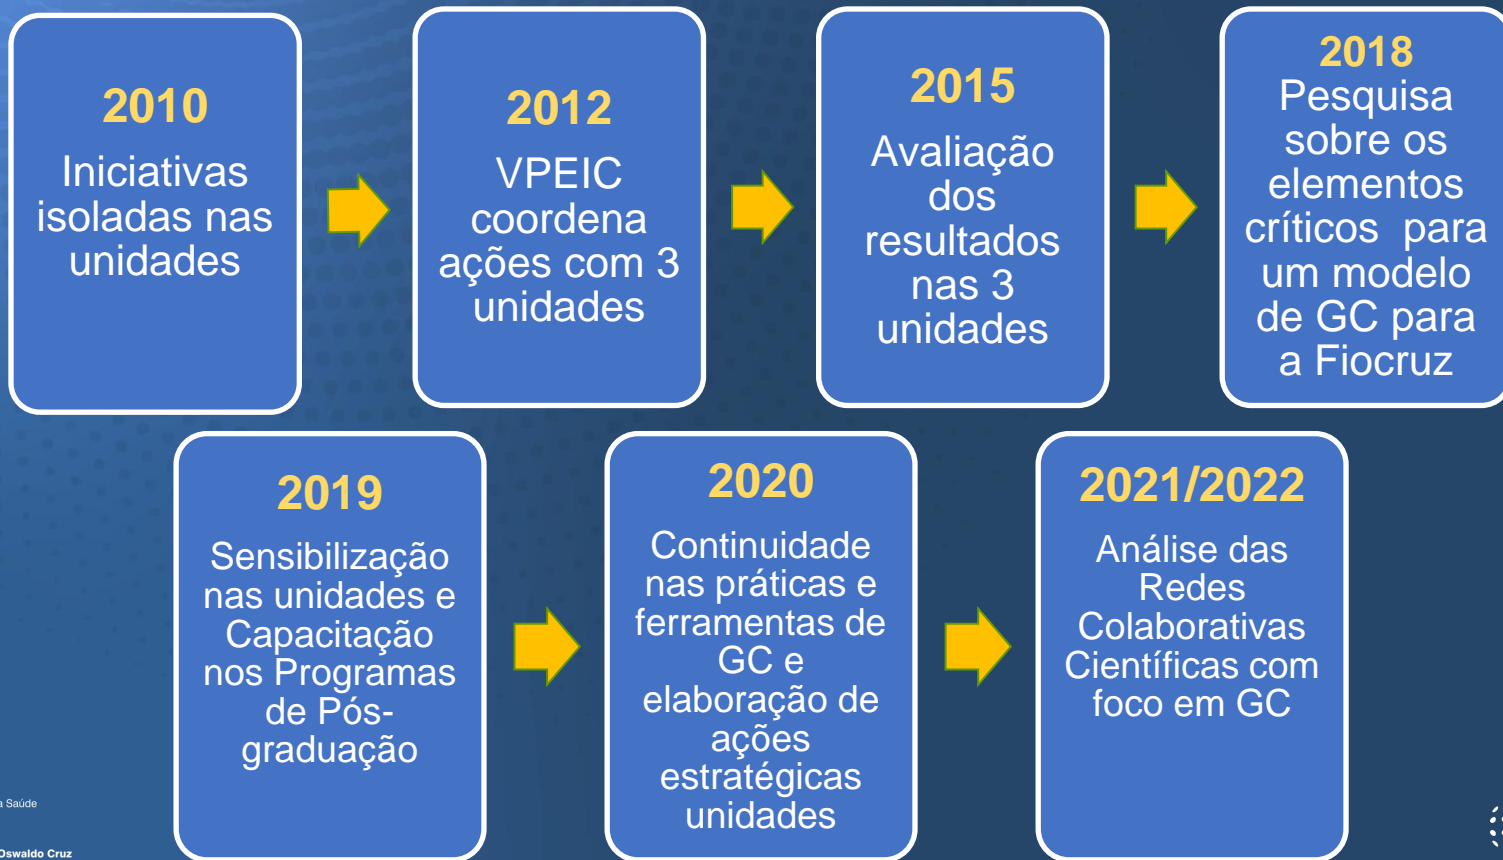 2010
Iniciativas
isoladas nas
unidades
2012
VPEIC
coordena
ações com 3
unidades
2015
Avaliação
dos
resultados
nas 3
unidades
2018
Pesquisa
sobre os
elementos
críticos para
um modelo
de GC para
a Fiocruz
2019
Sensibilização
nas unidades e
Capacitação
nos Programas
de Pós-
graduação
2020
Continuidade
nas práticas e
ferramentas de
GC e
elaboração de
ações
estratégicas
unidades
2021/2022
Análise das
Redes
Colaborativas
Científicas com
foco em GC
a Saúde
Oswaldo Cruz